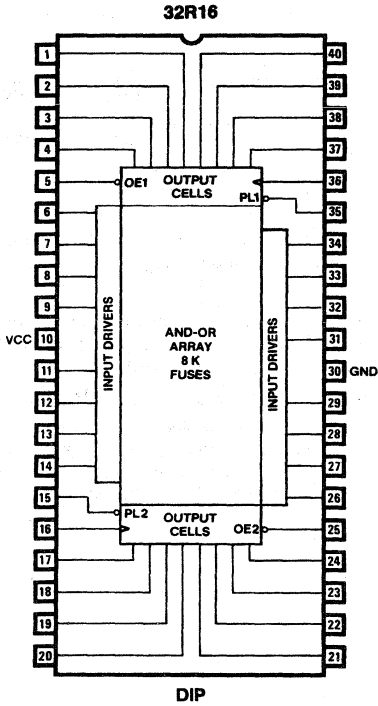 32R16
1 40
2 39
3 38
4 37
5 OE1 OUTPUT CELLS 36
6 PL1 35
7 34
8 33
9 32
VCC 10 31
INPUT DRIVERS
AND-OR
ARRAY
8 K
FUSES
INPUT DRIVERS
11 30 GND
12 29
13 28
14 27
15 26
PL2
16 OUTPUT CELLS OE2 25
17 24
18 23
19 22
20 21
DIP